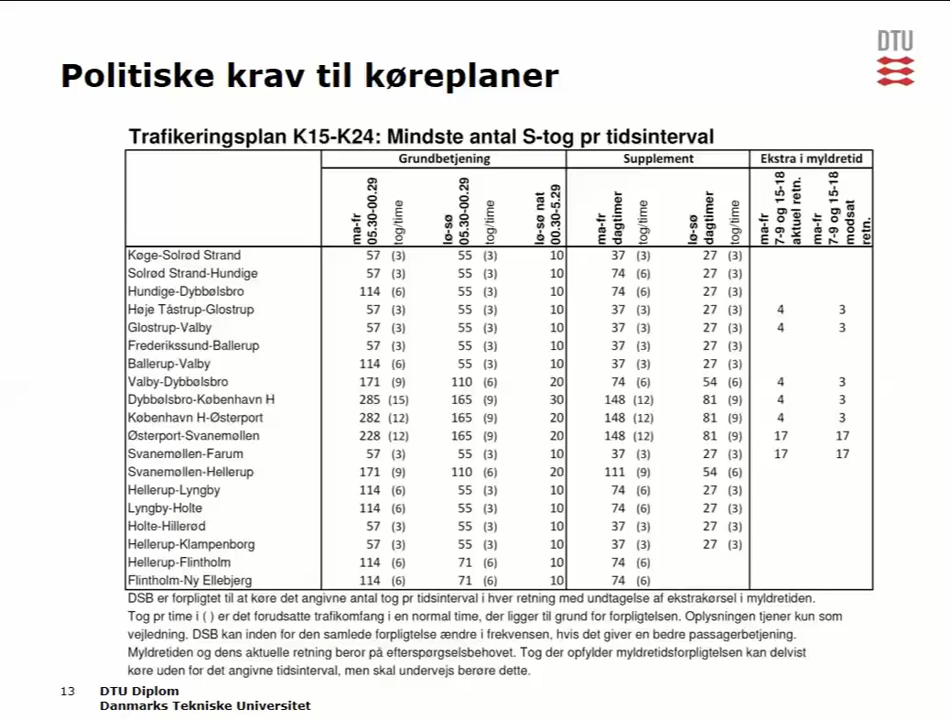 DTU
Politiske krav til køreplaner
Trafikeringsplan K15-K24: Mindste antal S-tog pr tidsinterval
Grundbetjening Supplement Ekstra i myldretid
ma-fr 05.30-00.29 tog/time lø-sø 05.30-00.29 tog/time lø-sø nat 00.30-5.29 ma-fr dagtimer tog/time lø-sø dagtimer tog/time ma-fr 7-9 og 15-18 aktuel retn. ma-fr 7-9 og 15-18 modsat retn.
Køge-Solrød Strand 57 (3) 55 (3) 10 37 (3) 27 (3)
Solrød Strand-Hundige 57 (3) 55 (3) 10 74 (6) 27 (3)
Hundige-Dybbølsbro 114 (6) 55 (3) 10 74 (6) 27 (3)
Høje Tåstrup-Glostrup 57 (3) 55 (3) 10 37 (3) 27 (3) 4 3
Glostrup-Valby 57 (3) 55 (3) 10 37 (3) 27 (3) 4 3
Frederikssund-Ballerup 57 (3) 55 (3) 10 37 (3) 27 (3)
Ballerup-Valby 114 (6) 55 (3) 10 37 (3) 27 (3)
Valby-Dybbølsbro 171 (9) 110 (6) 20 74 (6) 54 (6) 4 3
Dybbølsbro-København H 285 (15) 165 (9) 30 148 (12) 81 (9) 4 3
København H-Østerport 282 (12) 165 (9) 20 148 (12) 81 (9) 4 3
Østerport-Svanemøllen 228 (12) 165 (9) 20 148 (12) 81 (9) 17 17
Svanemøllen-Farum 57 (3) 55 (3) 10 37 (3) 27 (3) 17 17
Svanemøllen-Hellerup 171 (9) 110 (6) 20 111 (9) 54 (6)
Hellerup-Lyngby 114 (6) 55 (3) 10 74 (6) 27 (3)
Lyngby-Holte 114 (6) 55 (3) 10 74 (6) 27 (3)
Holte-Hillerød 57 (3) 55 (3) 10 37 (3) 27 (3)
Hellerup-Klampenborg 57 (3) 55 (3) 10 37 (3) 27 (3)
Hellerup-Flintholm 114 (6) 71 (6) 10 74 (6)
Flintholm-Ny Ellebjerg 114 (6) 71 (6) 10 74 (6)
DSB er forpligtet til at køre det angivne antal tog pr tidsinterval i hver retning med undtagelse af ekstrakørsel i myldretiden.
Tog pr time i ( ) er det forudsatte trafikomfang i en normal time, der ligger til grund for forpligtelsen. Oplysningen tjener kun som
vejledning. DSB kan inden for den samlede forpligtelse ændre i frekvensen, hvis det giver en bedre passagerbetjening.
Myldretiden og dens aktuelle retning beror på efterspørgselsbehovet. Tog der opfylder myldretidsforpligtelsen kan delvist
køre uden for det angivne tidsinterval, men skal undervejs berøre dette.
13 DTU Diplom
Danmarks Tekniske Universitet